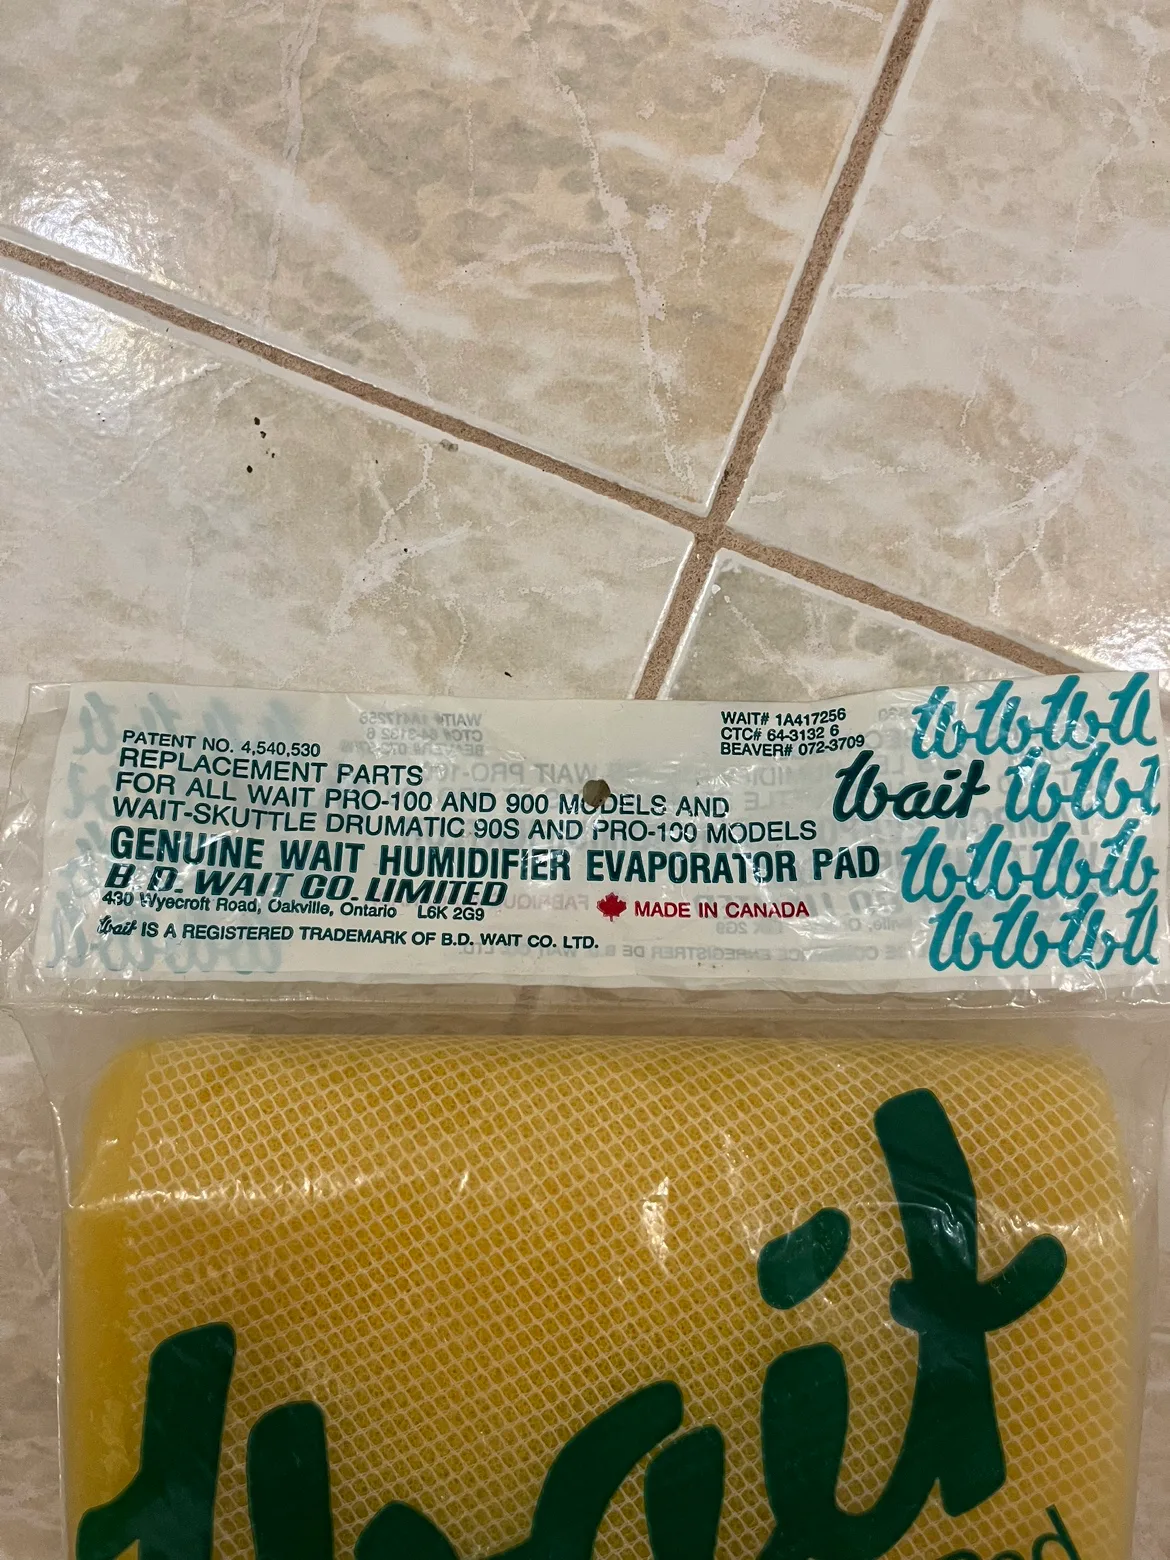 PATENT NO. 4,540,530
REPLACEMENT PARTS
FOR ALL WAIT PRO-100 AND 900 MODELS AND
WAIT-SKUTTLE DRUMATIC 90S AND PRO-100 MODELS
GENUINE WAIT HUMIDIFIER EVAPORATOR PAD
B.D. WAIT CO. LIMITED
430 Wyecroft Road, Oakville, Ontario L6K 2G9
Wait IS A REGISTERED TRADEMARK OF B.D. WAIT CO. LTD.
MADE IN CANADA
WAIT# 1A417256
CTC# 64-3132 6
BEAVER# 072-3709
Wait
Wait